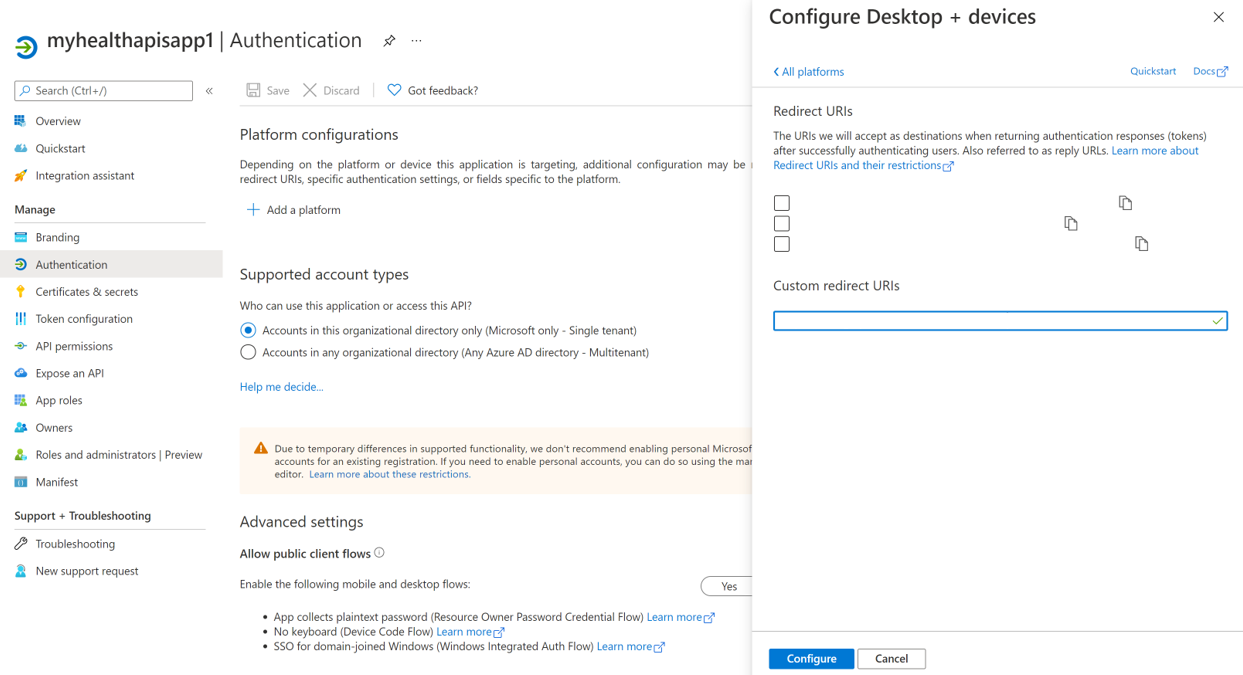 myhealthapisapp1 | Authentication
Search (Ctrl+/)
Overview
Quickstart
Integration assistant
Manage
Branding
Authentication
Certificates & secrets
Token configuration
API permissions
Expose an API
App roles
Owners
Roles and administrators | Preview
Manifest
Support + Troubleshooting
Troubleshooting
New support request
Save
Discard
Got feedback?
Platform configurations
Depending on the platform or device this application is targeting, additional configuration may be
redirect URIs, specific authentication settings, or fields specific to the platform.
Add a platform
Supported account types
Who can use this application or access this API?
Accounts in this organizational directory only (Microsoft only - Single tenant)
Accounts in any organizational directory (Any Azure AD directory - Multitenant)
Help me decide...
Due to temporary differences in supported functionality, we don't recommend enabling personal Microsof
accounts for an existing registration. If you need to enable personal accounts, you can do so using the
editor. Learn more about these restrictions.
Advanced settings
Allow public client flows
Enable the following mobile and desktop flows:
Yes
App collects plaintext password (Resource Owner Password Credential Flow) Learn more
No keyboard (Device Code Flow) Learn more
SSO for domain-joined Windows (Windows Integrated Auth Flow) Learn more
Configure Desktop + devices
All platforms
Quickstart
Docs
Redirect URIs
The URIs we will accept as destinations when returning authentication responses (tokens)
after successfully authenticating users. Also referred to as reply URLs. Learn more about
Redirect URIs and their restrictions
Custom redirect URIs
Configure
Cancel